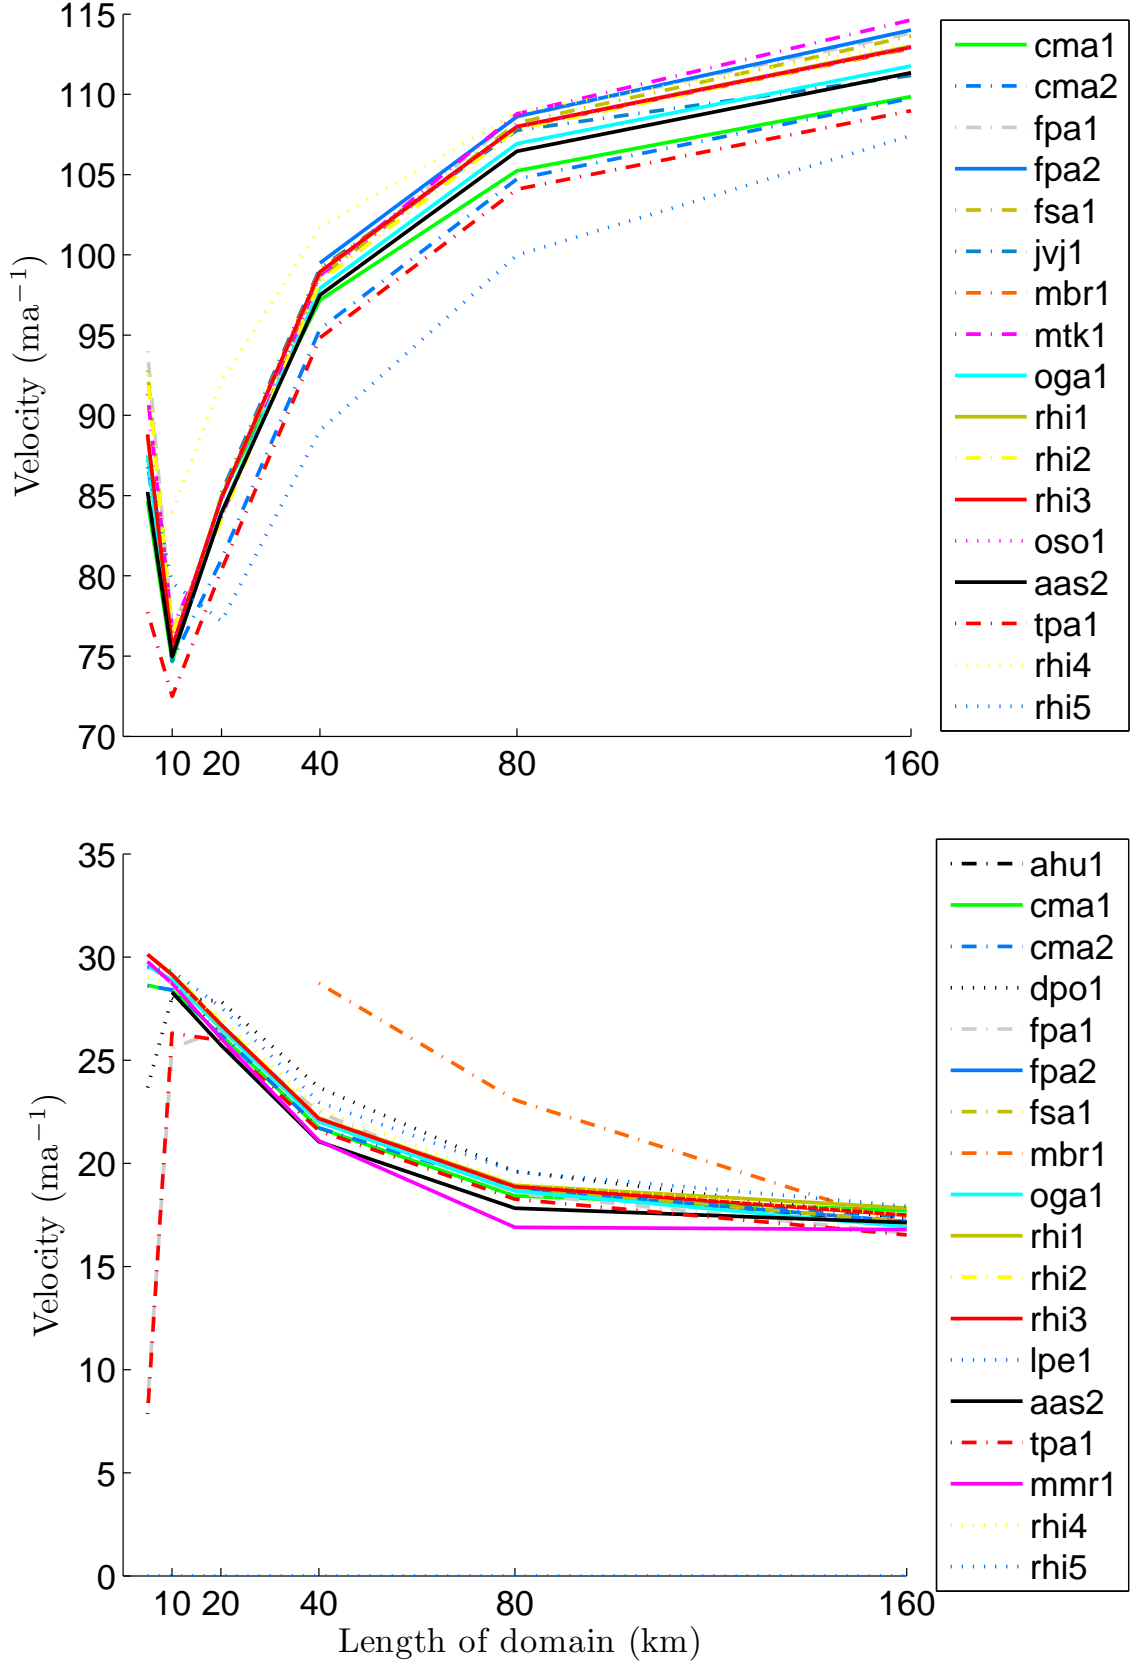 115
110
105
100
95
90
85
80
75
70
Velocity (ma⁻¹)
10 20 40 80 160
cma1
cma2
fpa1
fpa2
fsa1
jvj1
mbr1
mtk1
oga1
rhi1
rhi2
rhi3
oso1
aas2
tpa1
rhi4
rhi5
35
30
25
20
15
10
5
0
Velocity (ma⁻¹)
10 20 40 80 160
Length of domain (km)
ahu1
cma1
cma2
dpo1
fpa1
fpa2
fsa1
mbr1
oga1
rhi1
rhi2
rhi3
lpe1
aas2
tpa1
mmr1
rhi4
rhi5